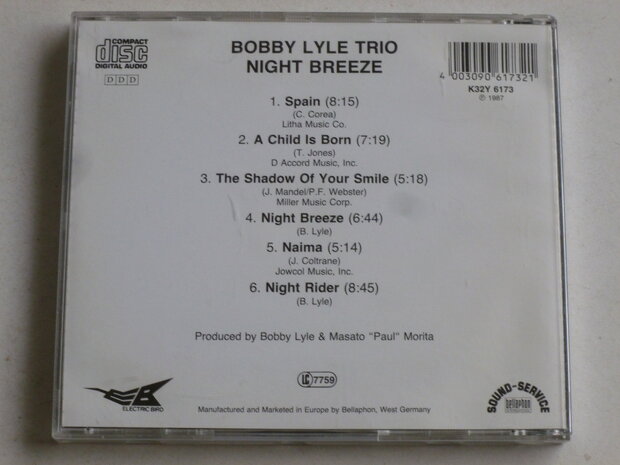 COMPACT
disc
DIGITAL AUDIO
DDD
BOBBY LYLE TRIO
NIGHT BREEZE
4 003090 617321
K32Y 6173
℗ 1987
1. Spain (8:15)
(C. Corea)
Litha Music Co.
2. A Child Is Born (7:19)
(T. Jones)
D Accord Music, Inc.
3. The Shadow Of Your Smile (5:18)
(J. Mandel/P.F. Webster)
Miller Music Corp.
4. Night Breeze (6:44)
(B. Lyle)
5. Naima (5:14)
(J. Coltrane)
Jowcol Music, Inc.
6. Night Rider (8:45)
(B. Lyle)
Produced by Bobby Lyle & Masato "Paul" Morita
EB
ELECTRIC BIRD
LC 7759
SOUND-SERVICE
bellaphon
Manufactured and Marketed in Europe by Bellaphon, West Germany